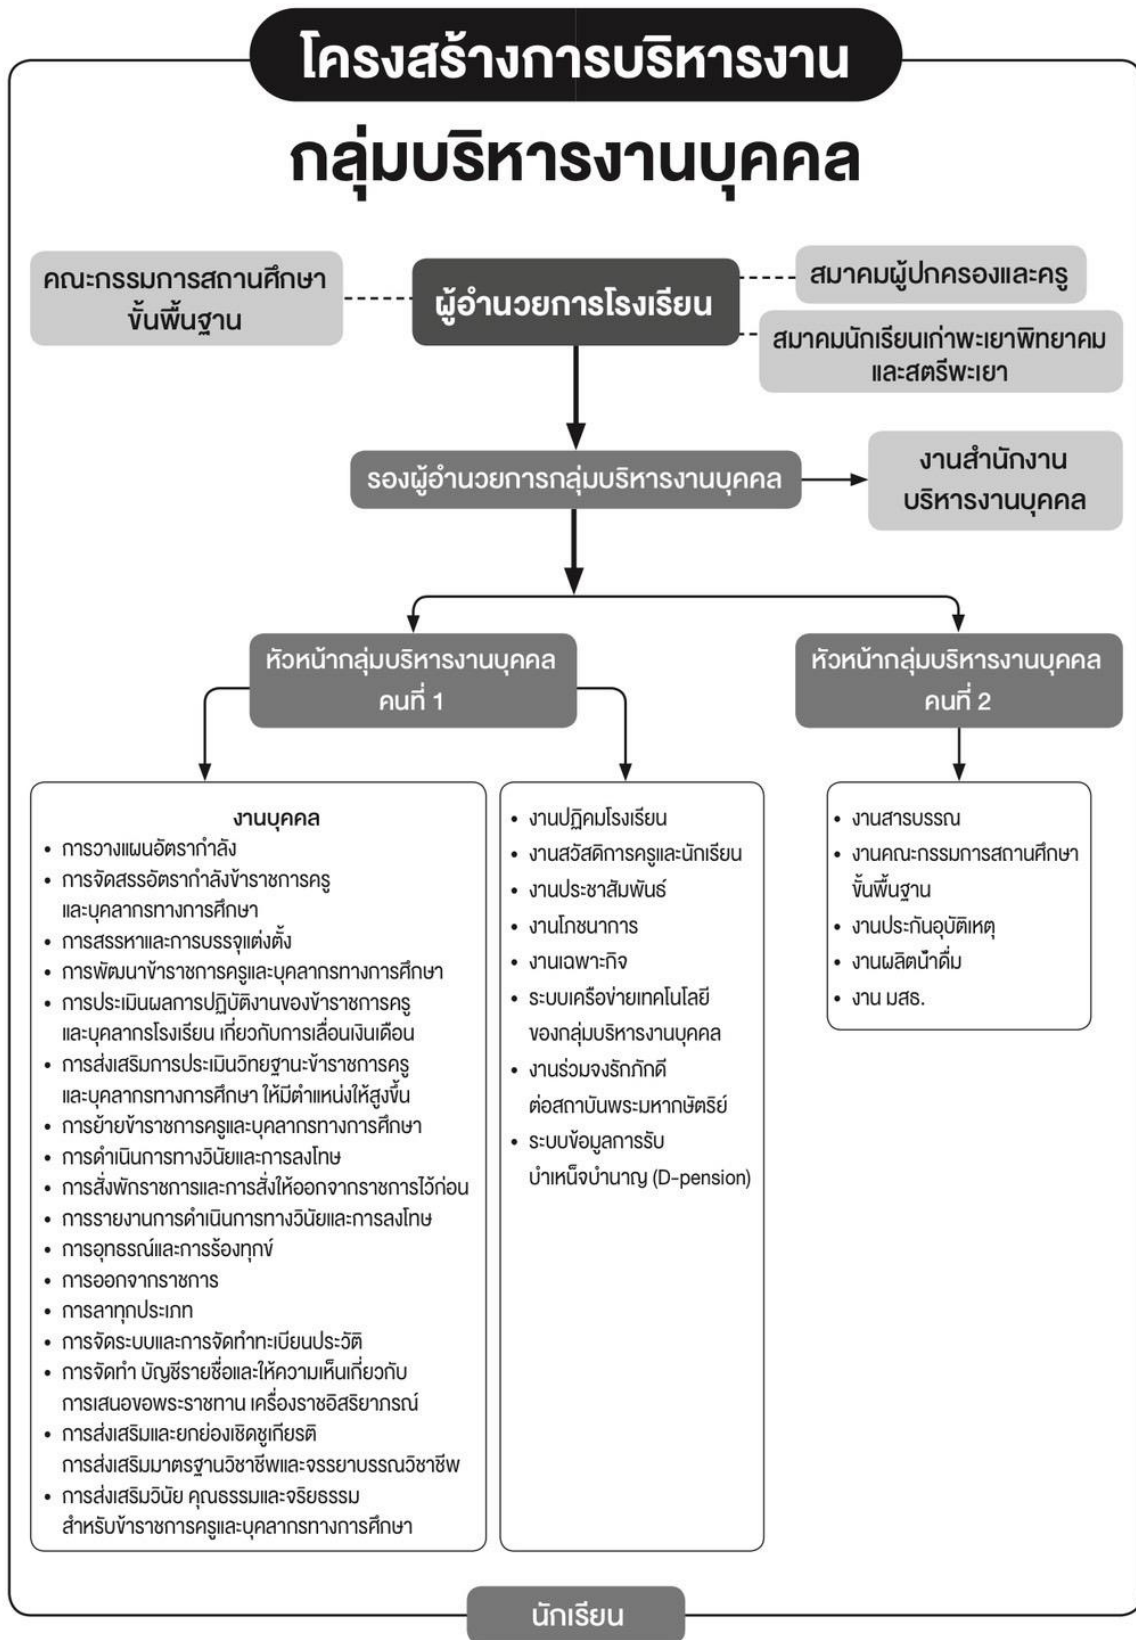 โครงสร้างการบริหารงาน
กลุ่มบริหารงานบุคคล
คณะกรรมการสถานศึกษา
ขั้นพื้นฐาน
ผู้อำนวยการโรงเรียน
สมาคมผู้ปกครองและครู
สมาคมนักเรียนเก่าพะเยาพิทยาคม
และสตรีพะเยา
รองผู้อำนวยการกลุ่มบริหารงานบุคคล
งานสำนักงาน
บริหารงานบุคคล
หัวหน้ากลุ่มบริหารงานบุคคล
คนที่ 1
หัวหน้ากลุ่มบริหารงานบุคคล
คนที่ 2
งานบุคคล
• การวางแผนอัตรากำลัง
• การจัดสรรอัตรากำลังข้าราชการครู
และบุคลากรทางการศึกษา
• การสรรหาและการบรรจุแต่งตั้ง
• การพัฒนาข้าราชการครูและบุคลากรทางการศึกษา
• การประเมินผลการปฏิบัติงานของข้าราชการครู
และบุคลากรโรงเรียน เกี่ยวกับการเลื่อนเงินเดือน
• การส่งเสริมการประเมินวิทยฐานะข้าราชการครู
และบุคลากรทางการศึกษา ให้มีตำแหน่งให้สูงขึ้น
• การย้ายข้าราชการครูและบุคลากรทางการศึกษา
• การดำเนินการทางวินัยและการลงโทษ
• การสั่งพักราชการและการสั่งให้ออกจากราชการไว้ก่อน
• การรายงานการดำเนินการทางวินัยและการลงโทษ
• การอุทธรณ์และการร้องทุกข์
• การออกจากราชการ
• การลาทุกประเภท
• การจัดระบบและการจัดทำทะเบียนประวัติ
• การจัดทำ บัญชีรายชื่อและให้ความเห็นเกี่ยวกับ
การเสนอขอพระราชทาน เครื่องราชอิสริยาภรณ์
• การส่งเสริมและยกย่องเชิดชูเกียรติ
การส่งเสริมมาตรฐานวิชาชีพและจรรยาบรรณวิชาชีพ
• การส่งเสริมวินัย คุณธรรมและจริยธรรม
สำหรับข้าราชการครูและบุคลากรทางการศึกษา
• งานปฏิคมโรงเรียน
• งานสวัสดิการครูและนักเรียน
• งานประชาสัมพันธ์
• งานโภชนาการ
• งานเฉพาะกิจ
• ระบบเครือข่ายเทคโนโลยี
ของกลุ่มบริหารงานบุคคล
• งานร่วมจงรักภักดี
ต่อสถาบันพระมหากษัตริย์
• ระบบข้อมูลการรับ
บำเหน็จบำนาญ (D-pension)
• งานสารบรรณ
• งานคณะกรรมการสถานศึกษา
ขั้นพื้นฐาน
• งานประกันอุบัติเหตุ
• งานผลิตน้ำดื่ม
• งาน มสธ.
นักเรียน